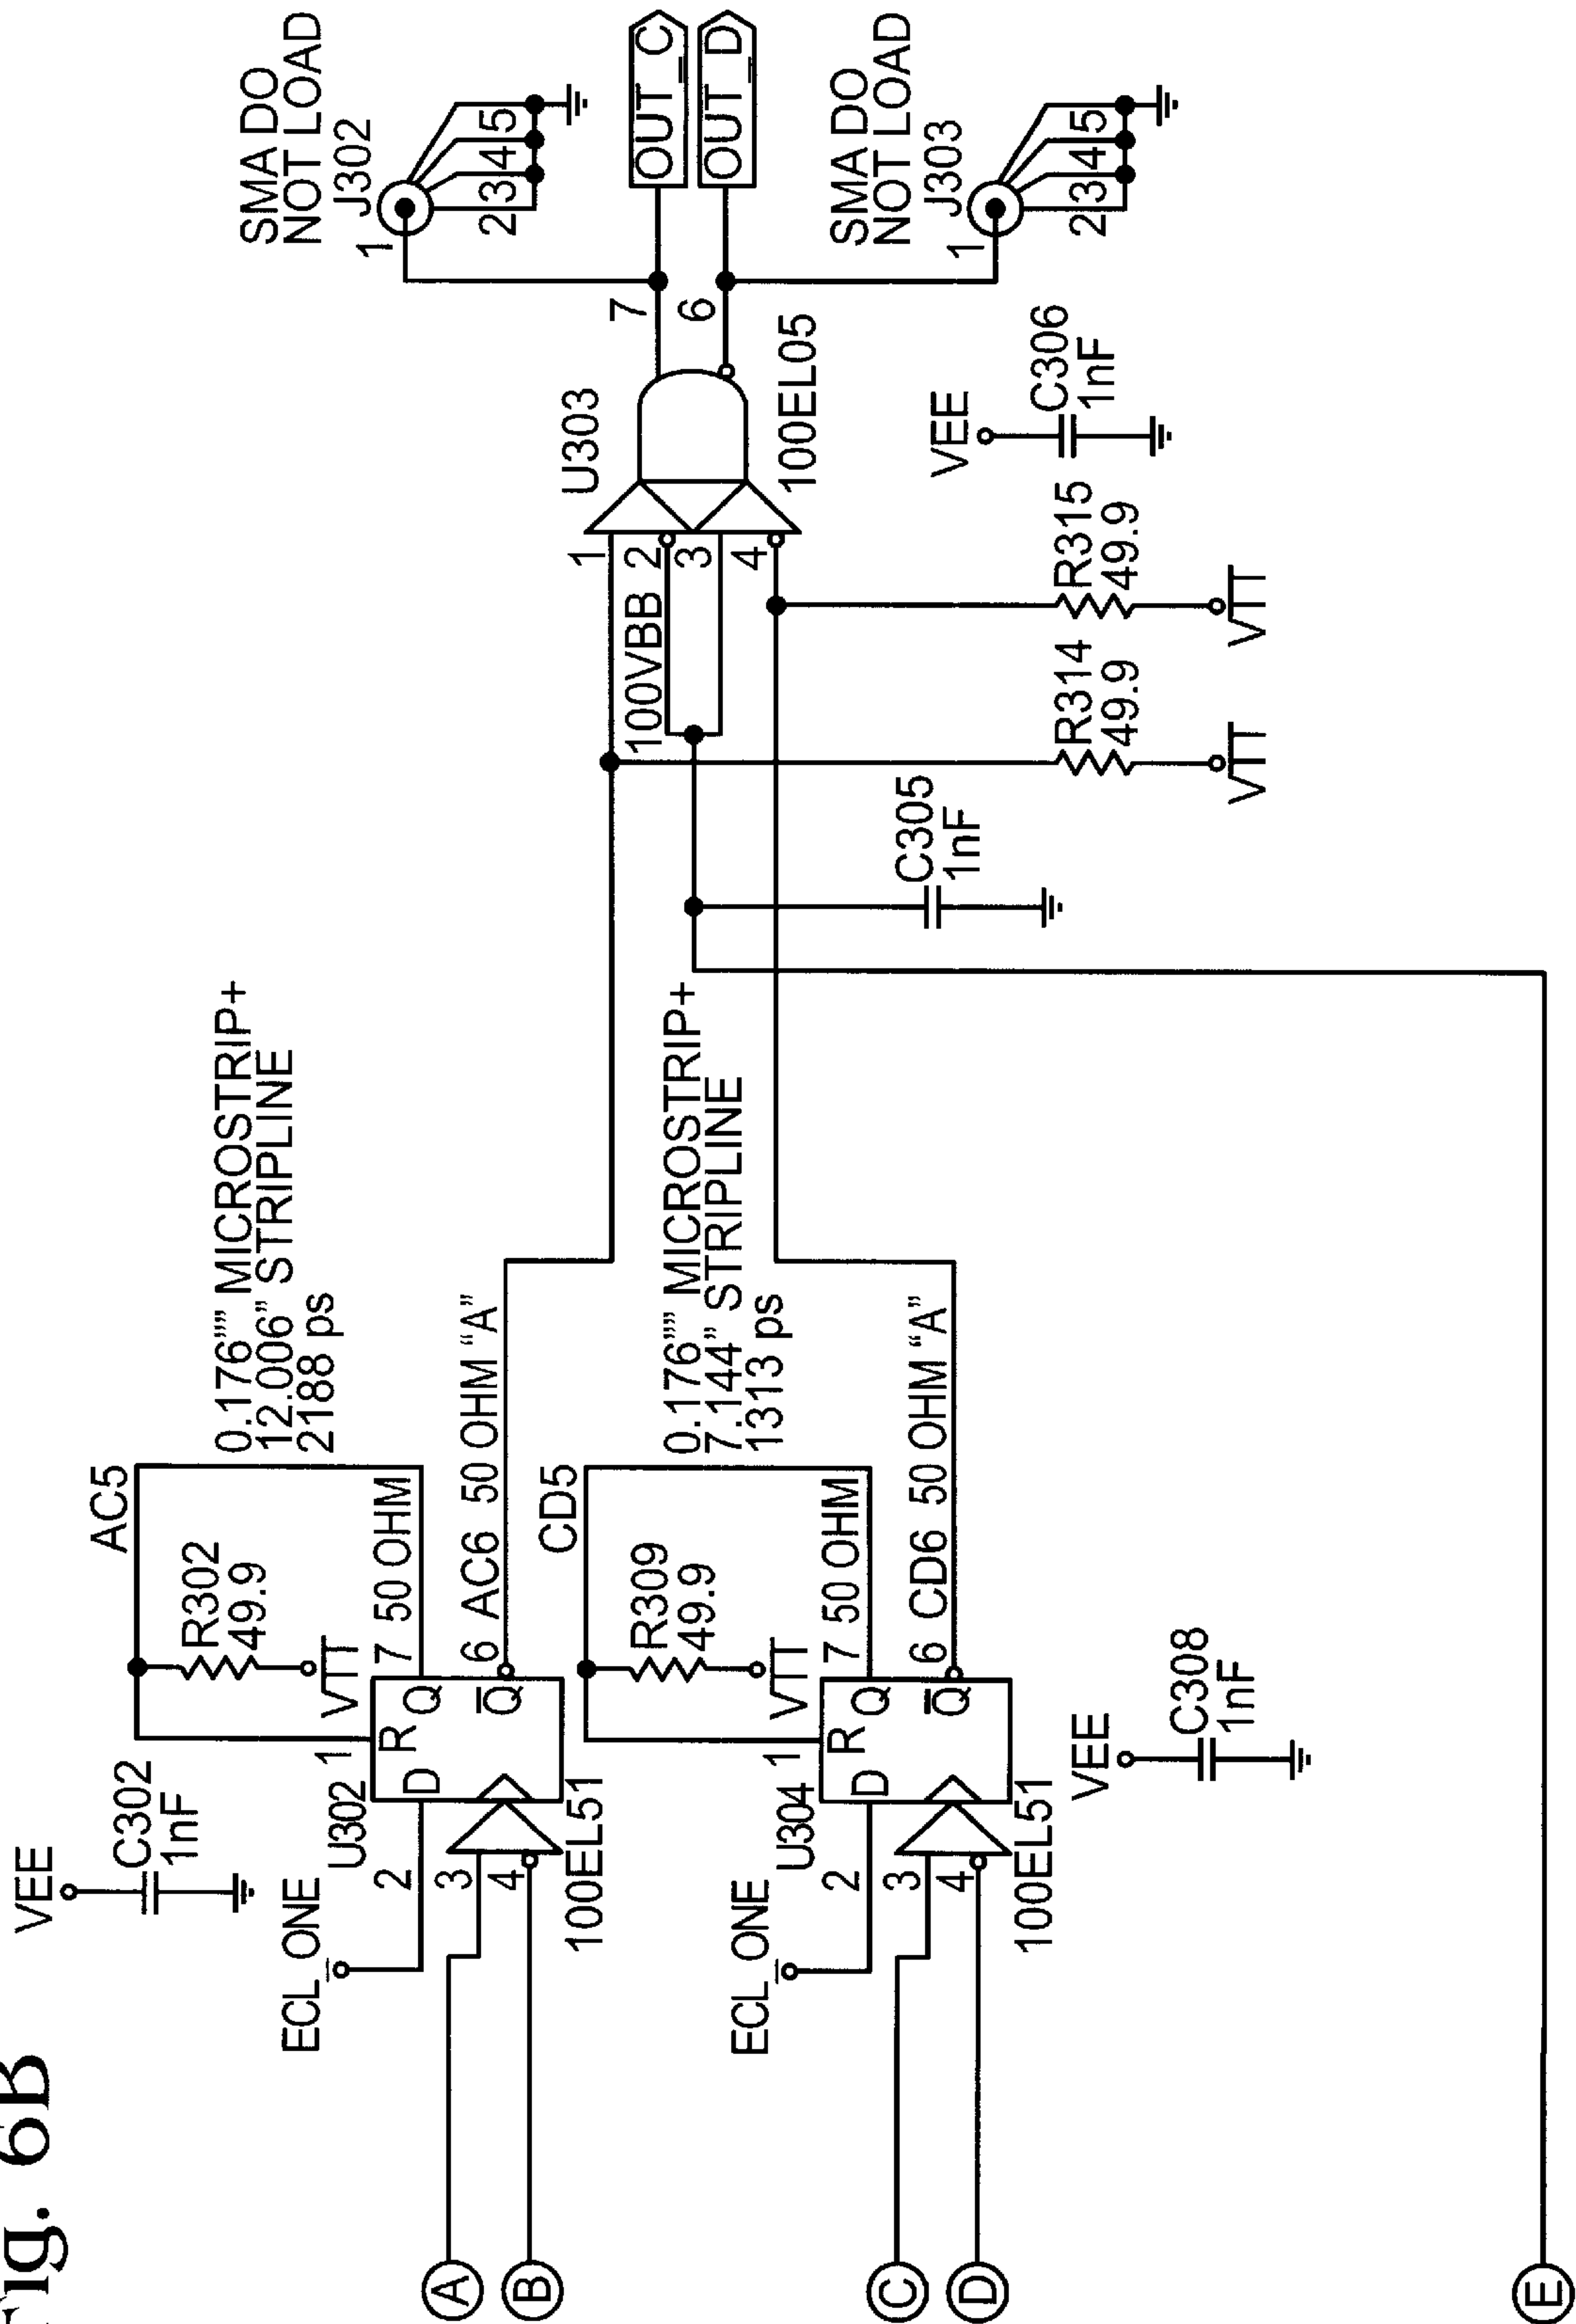 Fig. 6B
VEE
C302
1nF
ECL_ONE
U302
2
3
4
1
D
R
Q
Q
100EL51
VTT
R302
49.9
AC5
7 50 OHM
6 AC6 50 OHM “A”
0.176”” MICROSTRIP+
12.006” STRIPLINE
2188 ps
A
B
ECL_ONE
U304
2
3
4
1
D
R
Q
Q
100EL51
VTT
R309
49.9
CD5
7 50 OHM
6 CD6 50 OHM “A”
0.176”” MICROSTRIP+
7.144” STRIPLINE
1313 ps
C
D
VEE
C308
1nF
E
C305
1nF
100VBB
1
2
3
4
U303
100EL05
7
6
R314
49.9
VTT
R315
49.9
VTT
VEE
C306
1nF
SMA DO
NOT LOAD
J302
1
2
3
4
5
OUT_C
OUT_D
SMA DO
NOT LOAD
J303
1
2
3
4
5